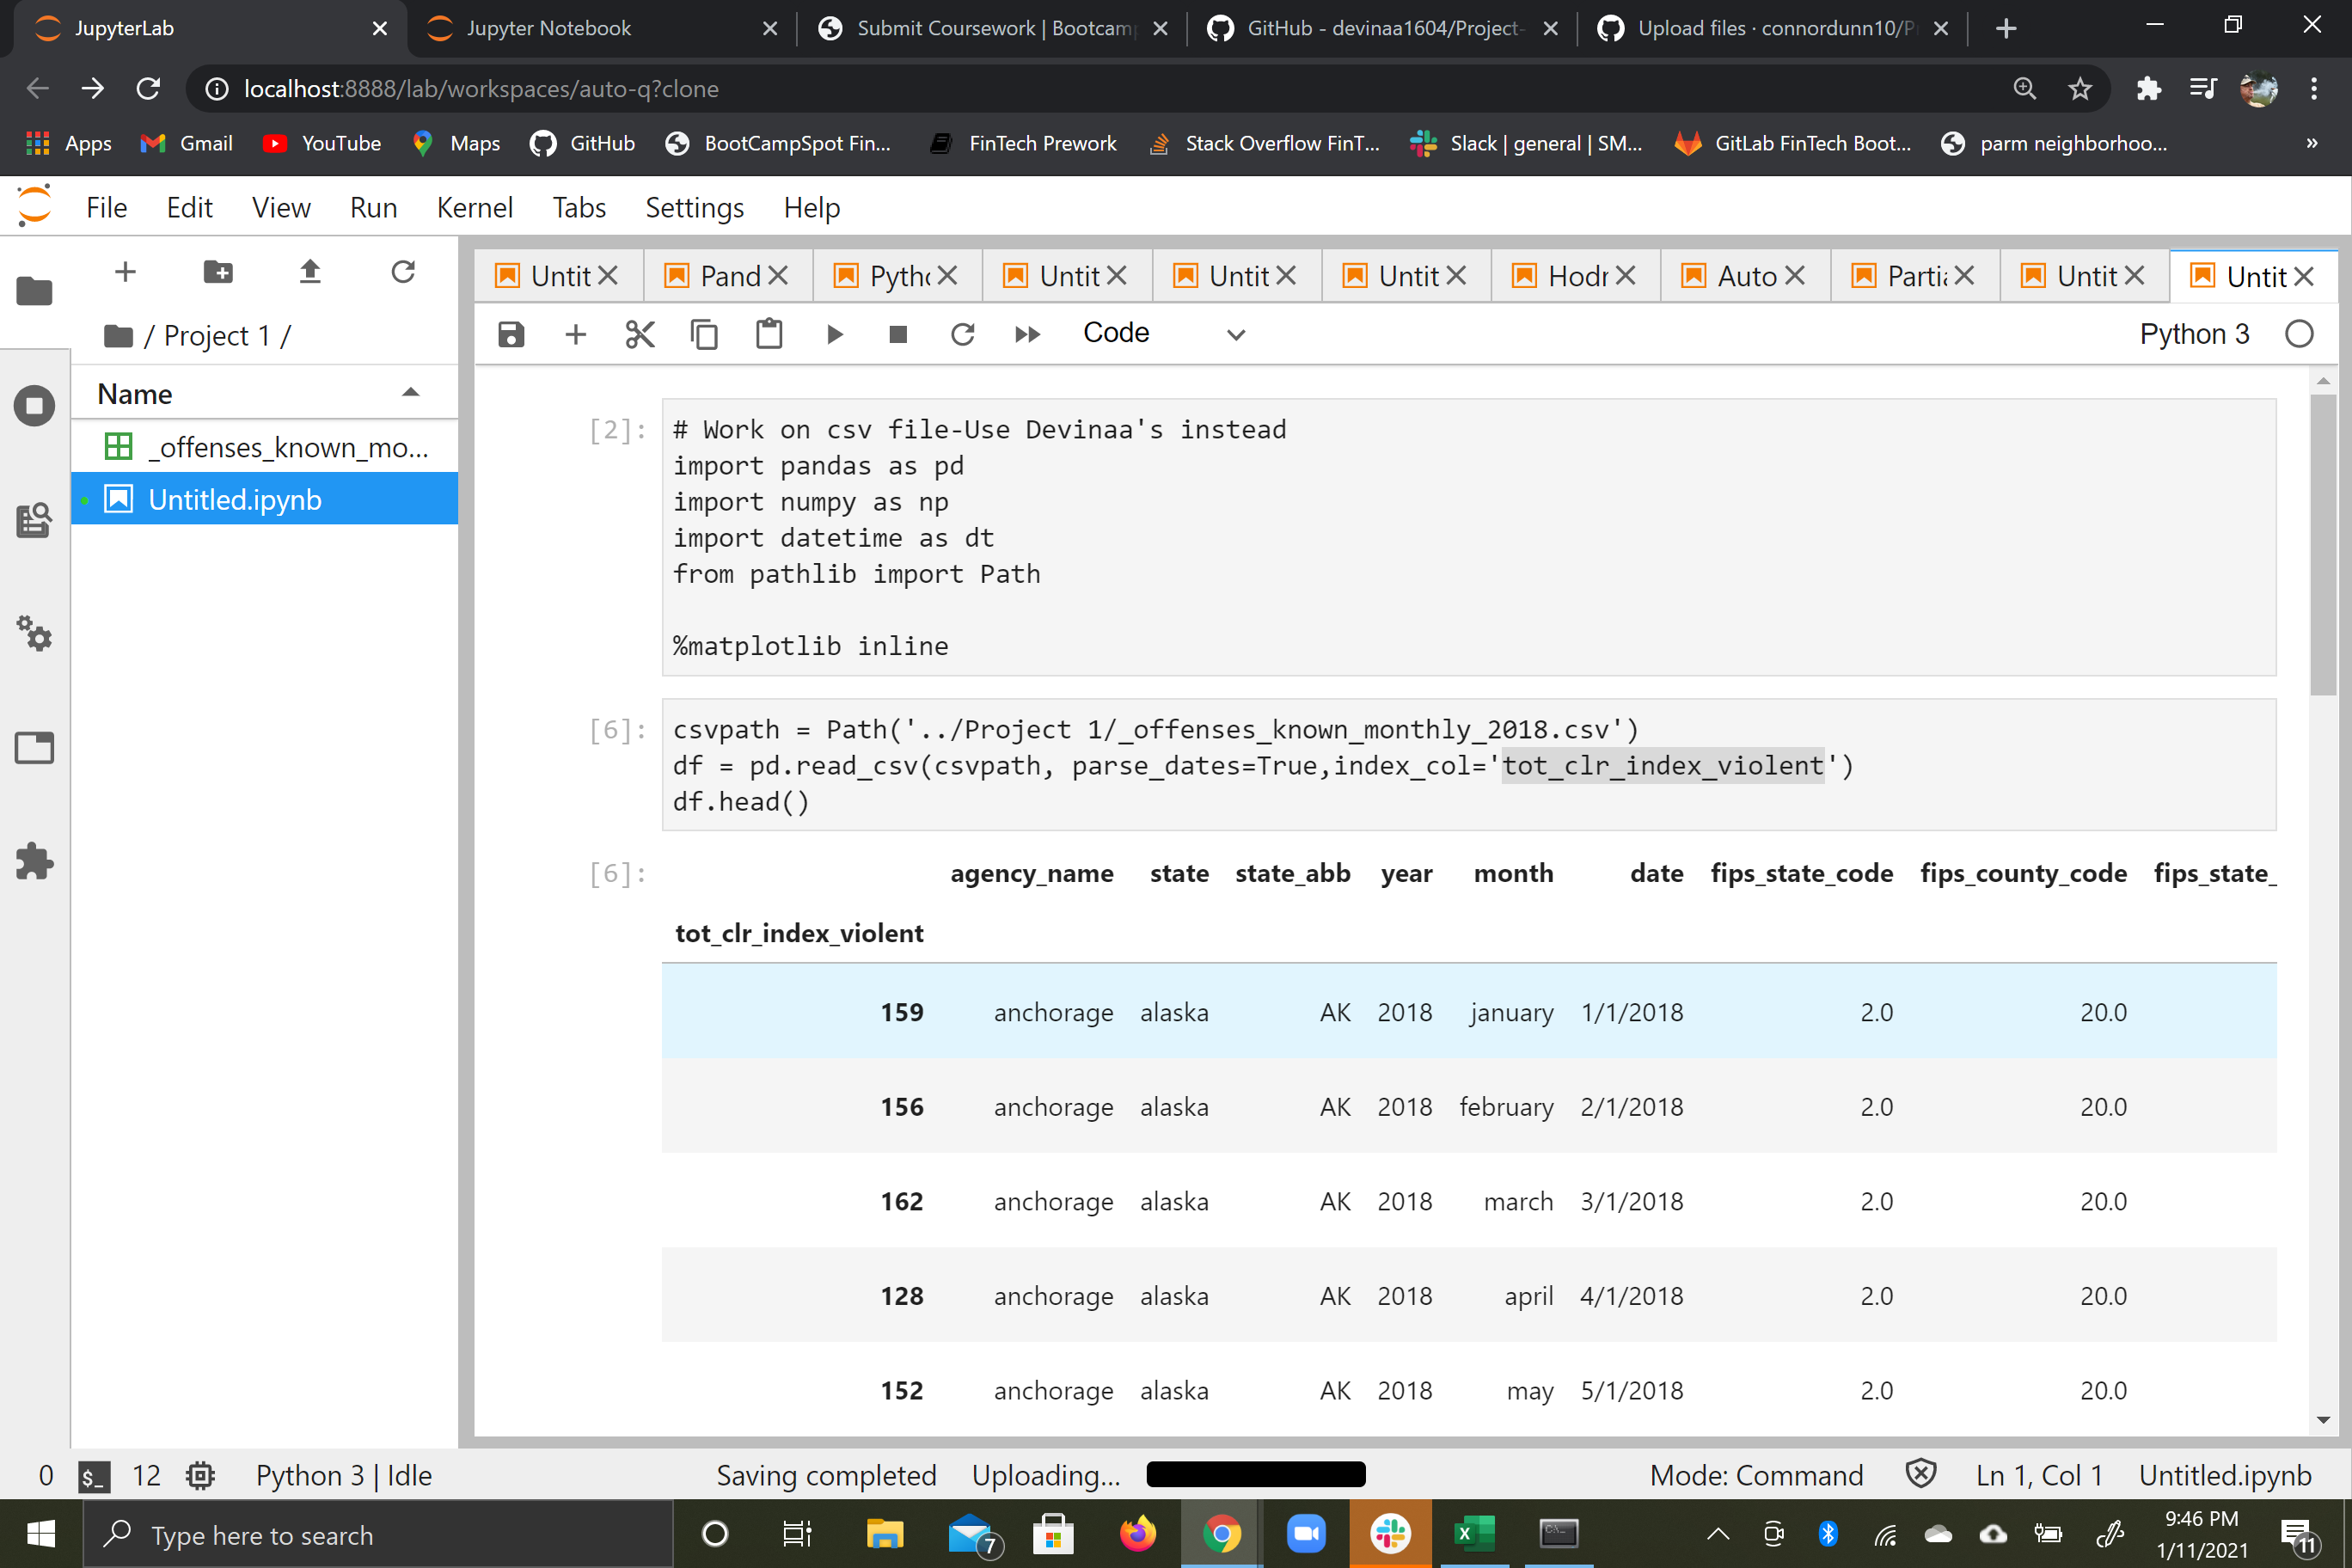 JupyterLab
Jupyter Notebook
Submit Coursework | Bootcamp
GitHub - devinaa1604/Project-
Upload files · connordunn10/P
localhost:8888/lab/workspaces/auto-q?clone
Apps
Gmail
YouTube
Maps
GitHub
BootCampSpot Fin...
FinTech Prework
Stack Overflow FinT...
Slack | general | SM...
GitLab FinTech Boot...
parm neighborhoo...
»
File Edit View Run Kernel Tabs Settings Help
Untit Pand Pytho Untit Untit Untit Hodr Auto Partia Untit Untit
/ Project 1 /
Code
Python 3
Name
_offenses_known_mo...
Untitled.ipynb
[2]:
# Work on csv file-Use Devinaa's instead
import pandas as pd
import numpy as np
import datetime as dt
from pathlib import Path
%matplotlib inline
[6]:
csvpath = Path('../Project 1/_offenses_known_monthly_2018.csv')
df = pd.read_csv(csvpath, parse_dates=True,index_col='tot_clr_index_violent')
df.head()
[6]:
agency_name state state_abb year month date fips_state_code fips_county_code fips_state_
tot_clr_index_violent
159 anchorage alaska AK 2018 january 1/1/2018 2.0 20.0
156 anchorage alaska AK 2018 february 2/1/2018 2.0 20.0
162 anchorage alaska AK 2018 march 3/1/2018 2.0 20.0
128 anchorage alaska AK 2018 april 4/1/2018 2.0 20.0
152 anchorage alaska AK 2018 may 5/1/2018 2.0 20.0
0 $_ 12 Python 3 | Idle Saving completed Uploading... Mode: Command Ln 1, Col 1 Untitled.ipynb
Type here to search
7
9:46 PM
1/11/2021
11